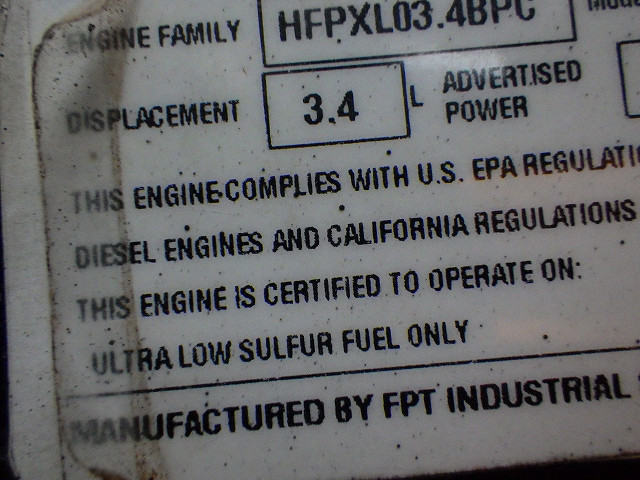 ENGINE FAMILY HFPXL03.4BPC
DISPLACEMENT 3.4 L ADVERTISED
POWER
THIS ENGINE COMPLIES WITH U.S. EPA
DIESEL ENGINES AND CALIFORNIA REGULATIONS
THIS ENGINE IS CERTIFIED TO OPERATE ON:
ULTRA LOW SULFUR FUEL ONLY
MANUFACTURED BY FPT INDUSTRIAL